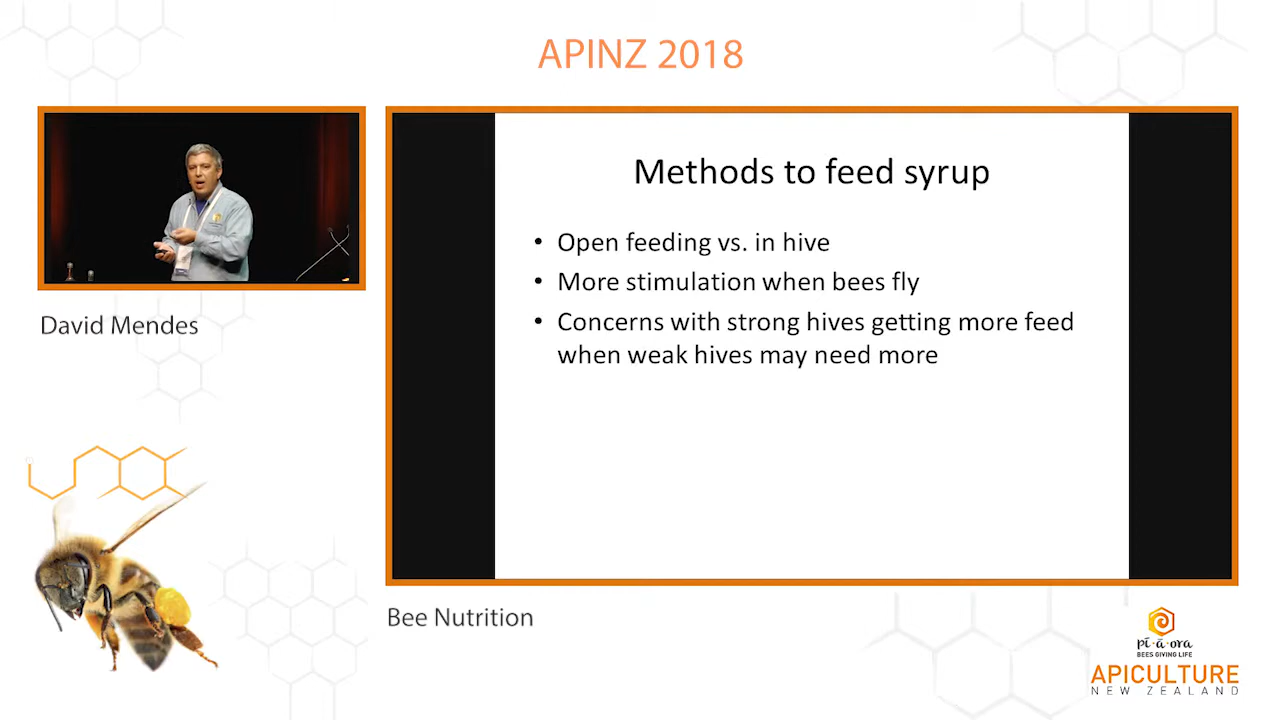 APINZ 2018
David Mendes
Methods to feed syrup
• Open feeding vs. in hive
• More stimulation when bees fly
• Concerns with strong hives getting more feed
when weak hives may need more
Bee Nutrition
pī-ā-ora
BEES GIVING LIFE
APICULTURE
NEW ZEALAND